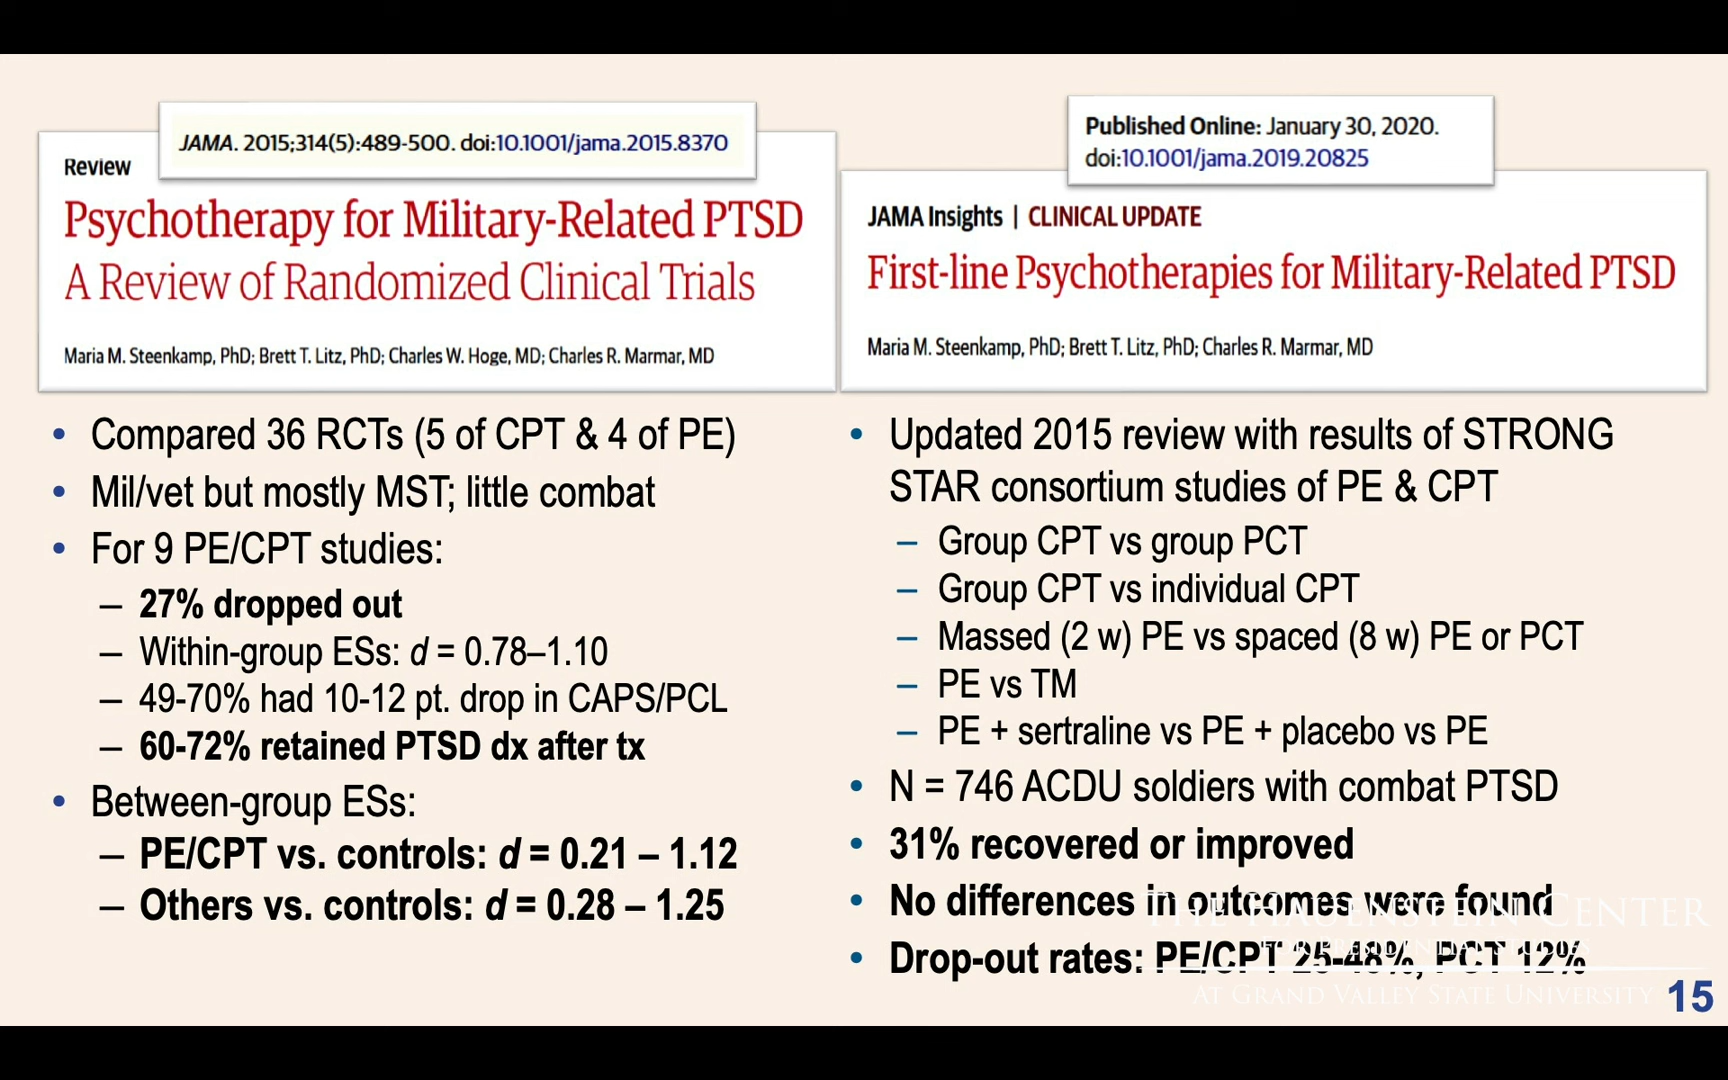 JAMA. 2015;314(5):489-500. doi:10.1001/jama.2015.8370
Review
Psychotherapy for Military-Related PTSD
A Review of Randomized Clinical Trials
Maria M. Steenkamp, PhD; Brett T. Litz, PhD; Charles W. Hoge, MD; Charles R. Marmar, MD
• Compared 36 RCTs (5 of CPT & 4 of PE)
• Mil/vet but mostly MST; little combat
• For 9 PE/CPT studies:
– 27% dropped out
– Within-group ESs: d = 0.78–1.10
– 49-70% had 10-12 pt. drop in CAPS/PCL
– 60-72% retained PTSD dx after tx
• Between-group ESs:
– PE/CPT vs. controls: d = 0.21 – 1.12
– Others vs. controls: d = 0.28 – 1.25
Published Online: January 30, 2020.
doi:10.1001/jama.2019.20825
JAMA Insights | CLINICAL UPDATE
First-line Psychotherapies for Military-Related PTSD
Maria M. Steenkamp, PhD; Brett T. Litz, PhD; Charles R. Marmar, MD
• Updated 2015 review with results of STRONG
STAR consortium studies of PE & CPT
– Group CPT vs group PCT
– Group CPT vs individual CPT
– Massed (2 w) PE vs spaced (8 w) PE or PCT
– PE vs TM
– PE + sertraline vs PE + placebo vs PE
• N = 746 ACDU soldiers with combat PTSD
• 31% recovered or improved
• No differences in outcomes were found
• Drop-out rates: PE/CPT 25-48%, PCT 12%
THE HAUENSTEIN CENTER
FOR PRESIDENTIAL STUDIES
AT GRAND VALLEY STATE UNIVERSITY
15